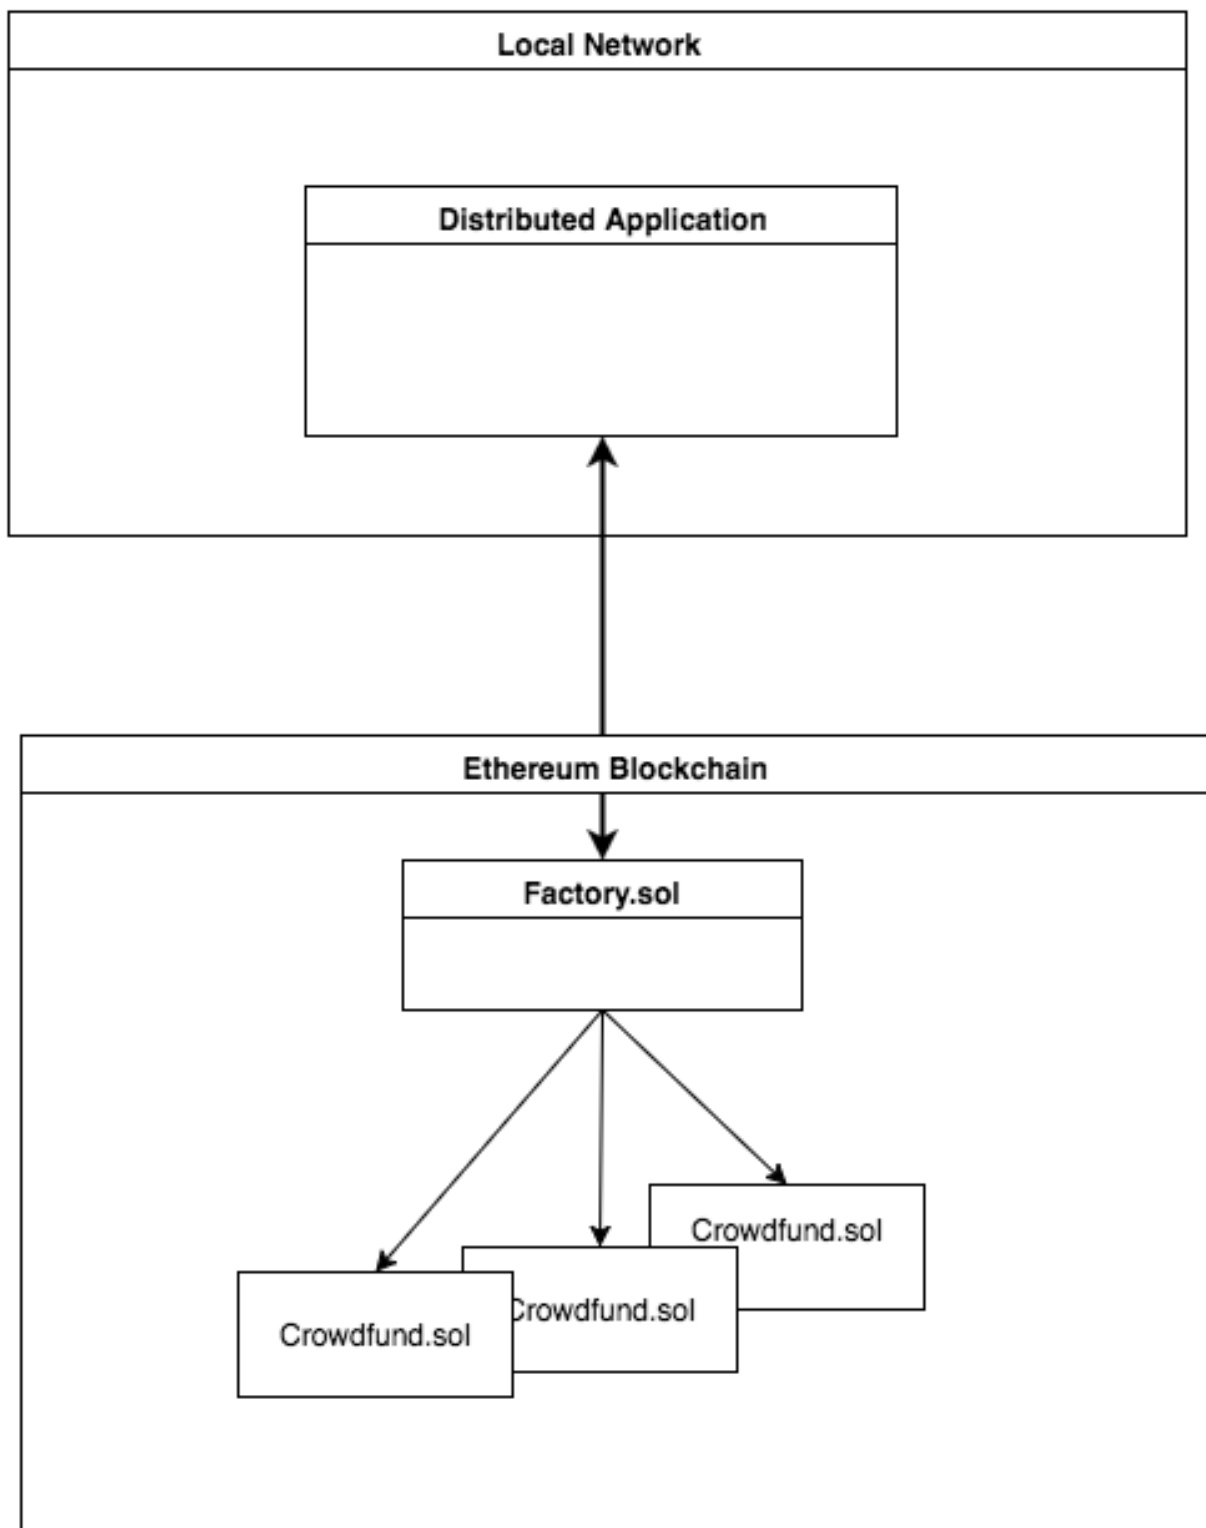 Local Network
Distributed Application
Ethereum Blockchain
Factory.sol
Crowdfund.sol
Crowdfund.sol
Crowdfund.sol